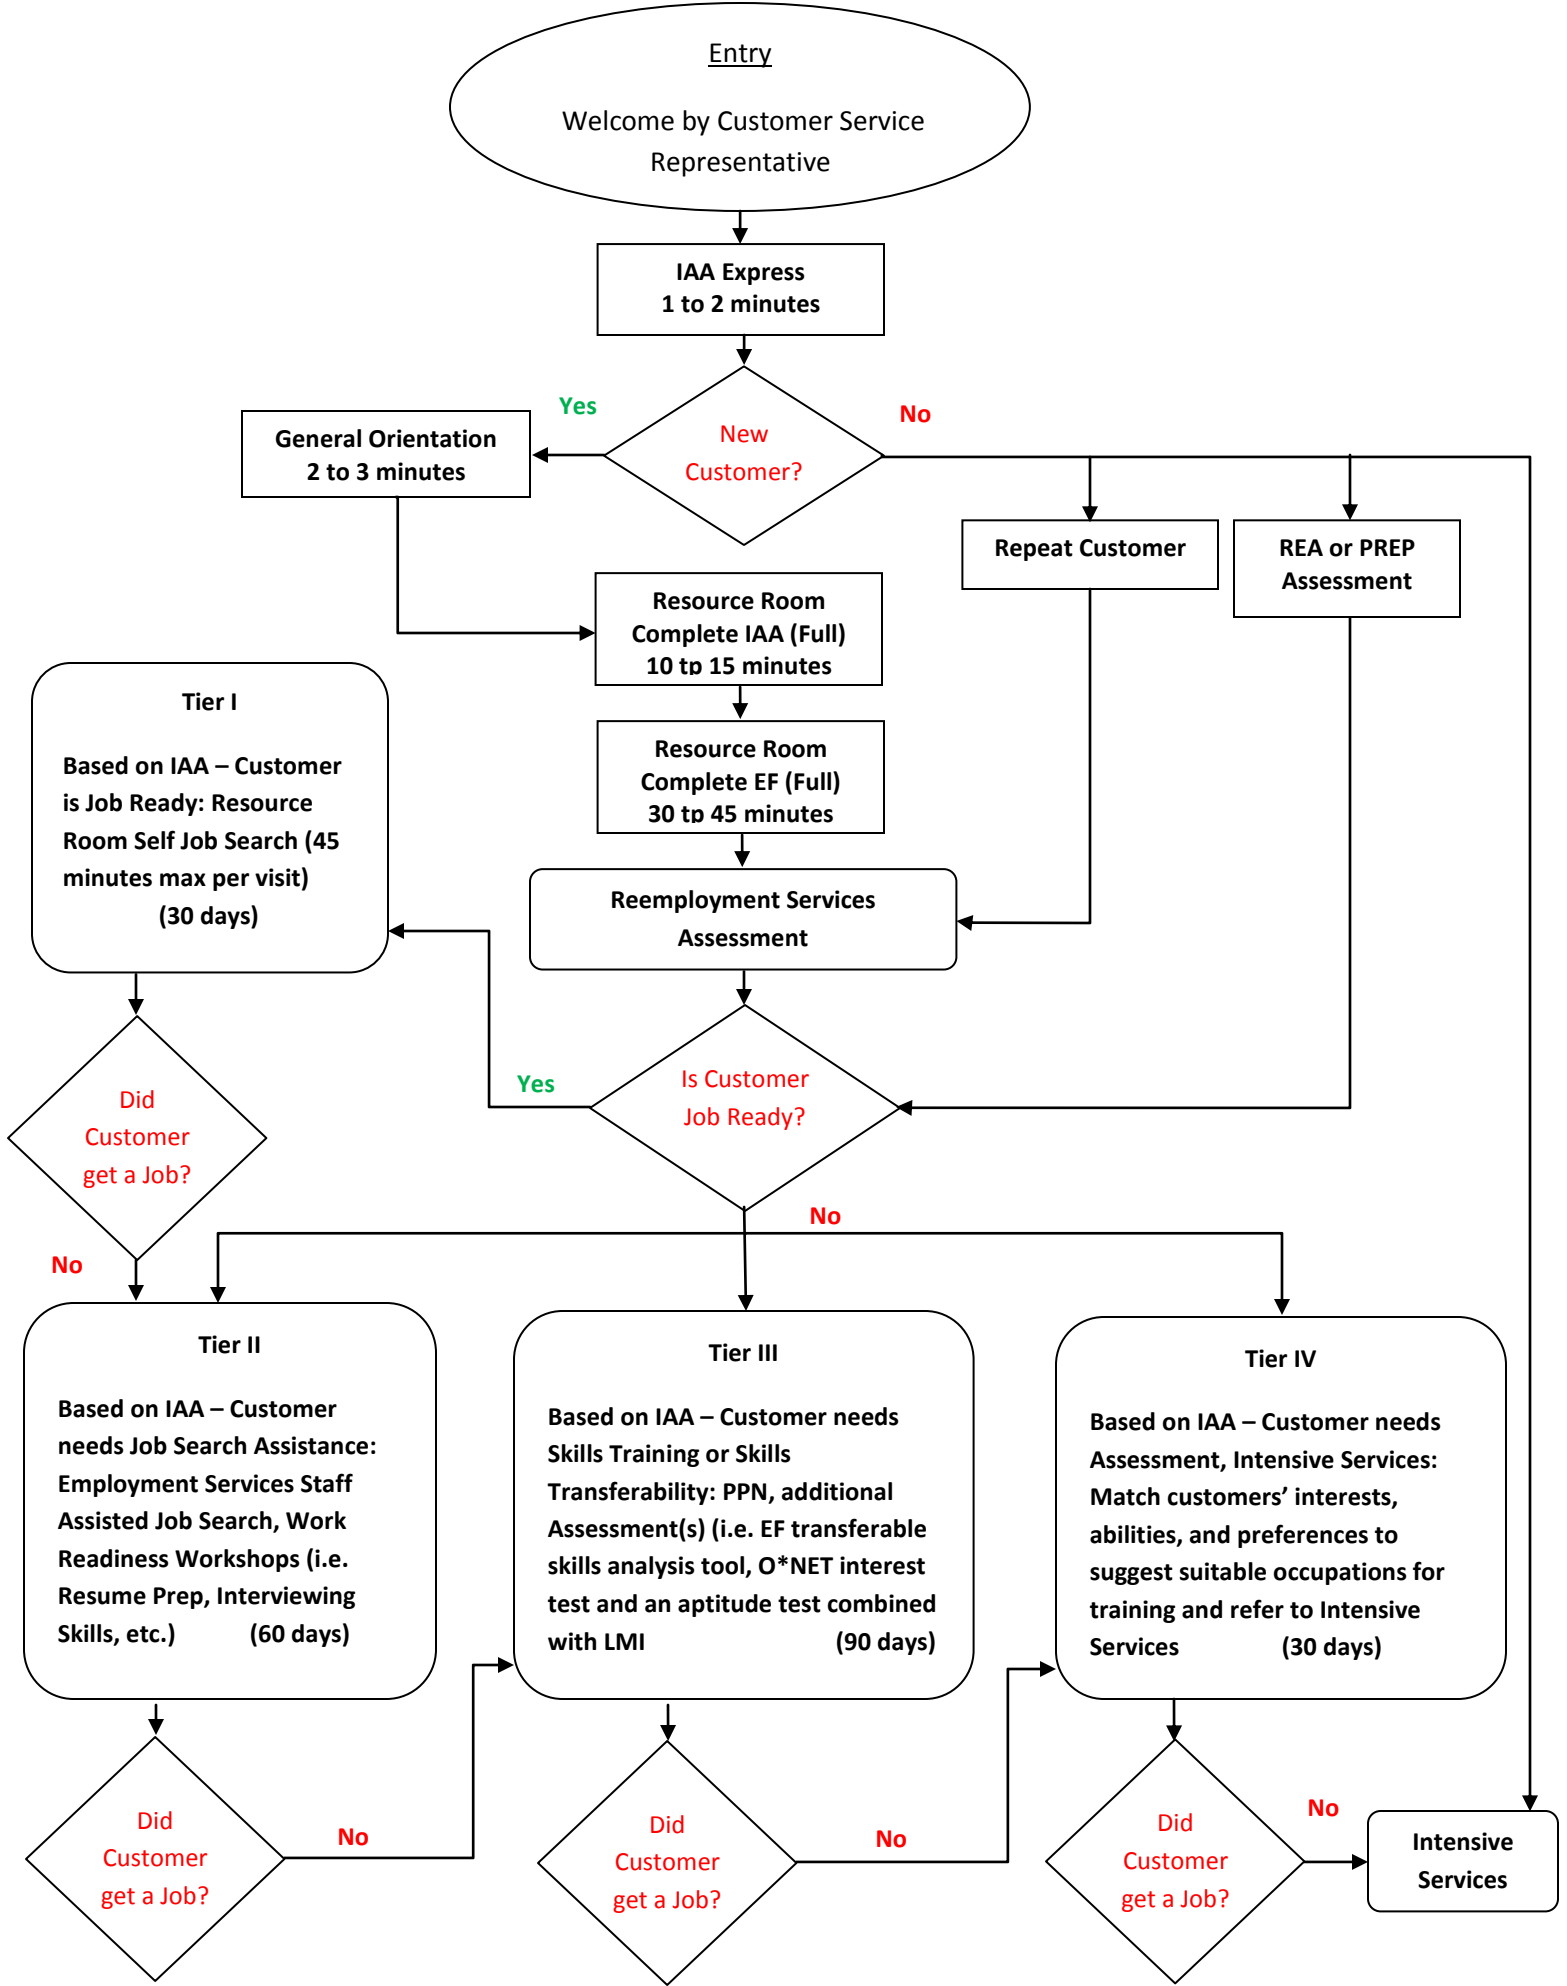 Entry
Welcome by Customer Service
Representative
IAA Express
1 to 2 minutes
Yes
No
New
Customer?
General Orientation
2 to 3 minutes
Repeat Customer
REA or PREP
Assessment
Resource Room
Complete IAA (Full)
10 tp 15 minutes
Resource Room
Complete EF (Full)
30 tp 45 minutes
Tier I
Based on IAA – Customer
is Job Ready: Resource
Room Self Job Search (45
minutes max per visit)
(30 days)
Reemployment Services
Assessment
Yes
Is Customer
Job Ready?
No
Did
Customer
get a Job?
No
Tier II
Based on IAA – Customer
needs Job Search Assistance:
Employment Services Staff
Assisted Job Search, Work
Readiness Workshops (i.e.
Resume Prep, Interviewing
Skills, etc.) (60 days)
Tier III
Based on IAA – Customer needs
Skills Training or Skills
Transferability: PPN, additional
Assessment(s) (i.e. EF transferable
skills analysis tool, O*NET interest
test and an aptitude test combined
with LMI (90 days)
Tier IV
Based on IAA – Customer needs
Assessment, Intensive Services:
Match customers’ interests,
abilities, and preferences to
suggest suitable occupations for
training and refer to Intensive
Services (30 days)
Did
Customer
get a Job?
No
Did
Customer
get a Job?
No
Did
Customer
get a Job?
No
Intensive
Services